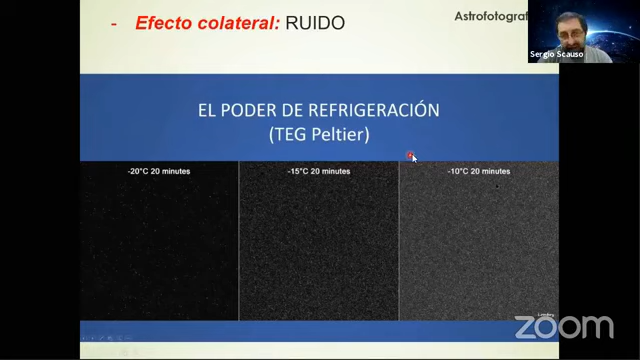 - Efecto colateral: RUIDO
Astrofotograf
Sergio Scauso
EL PODER DE REFRIGERACIÓN
(TEG Peltier)
-20°C 20 minutes
-15°C 20 minutes
-10°C 20 minutes
zoom